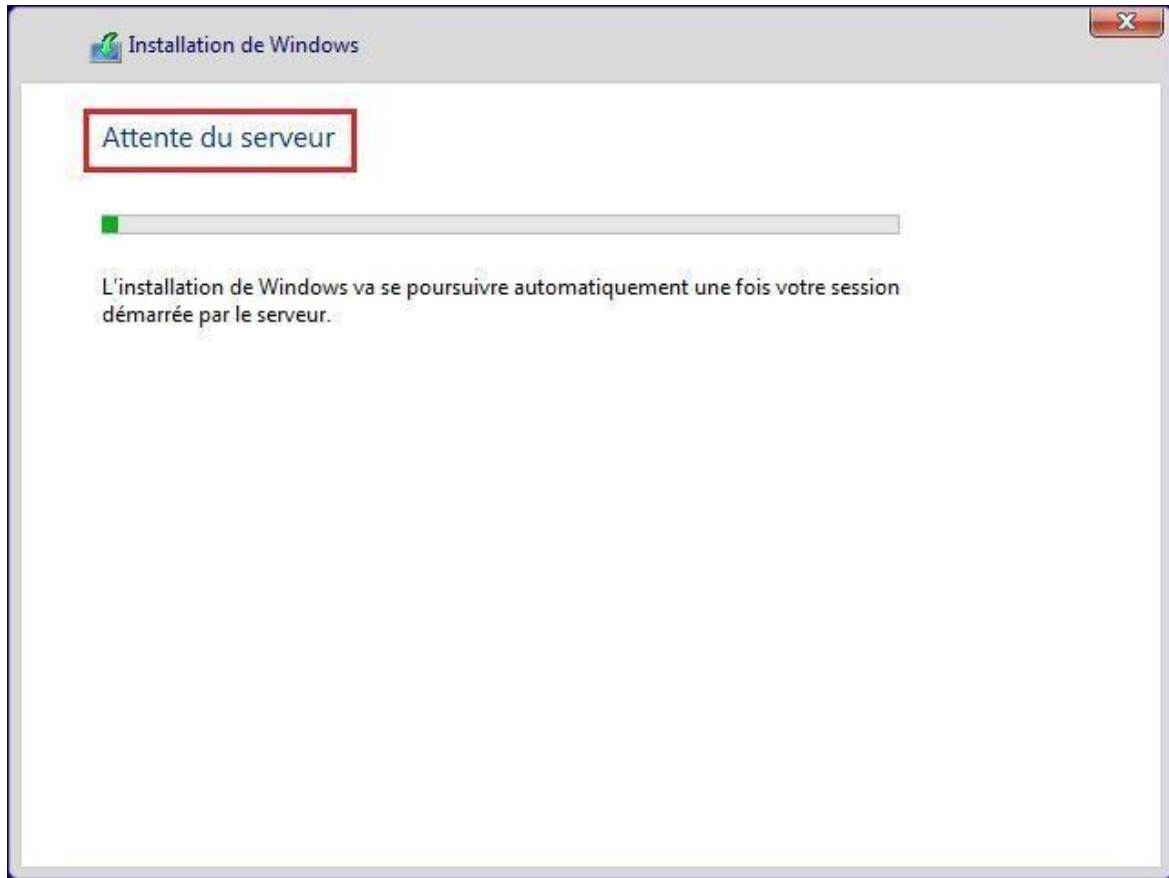 Installation de Windows
Attente du serveur
L'installation de Windows va se poursuivre automatiquement une fois votre session
démarrée par le serveur.